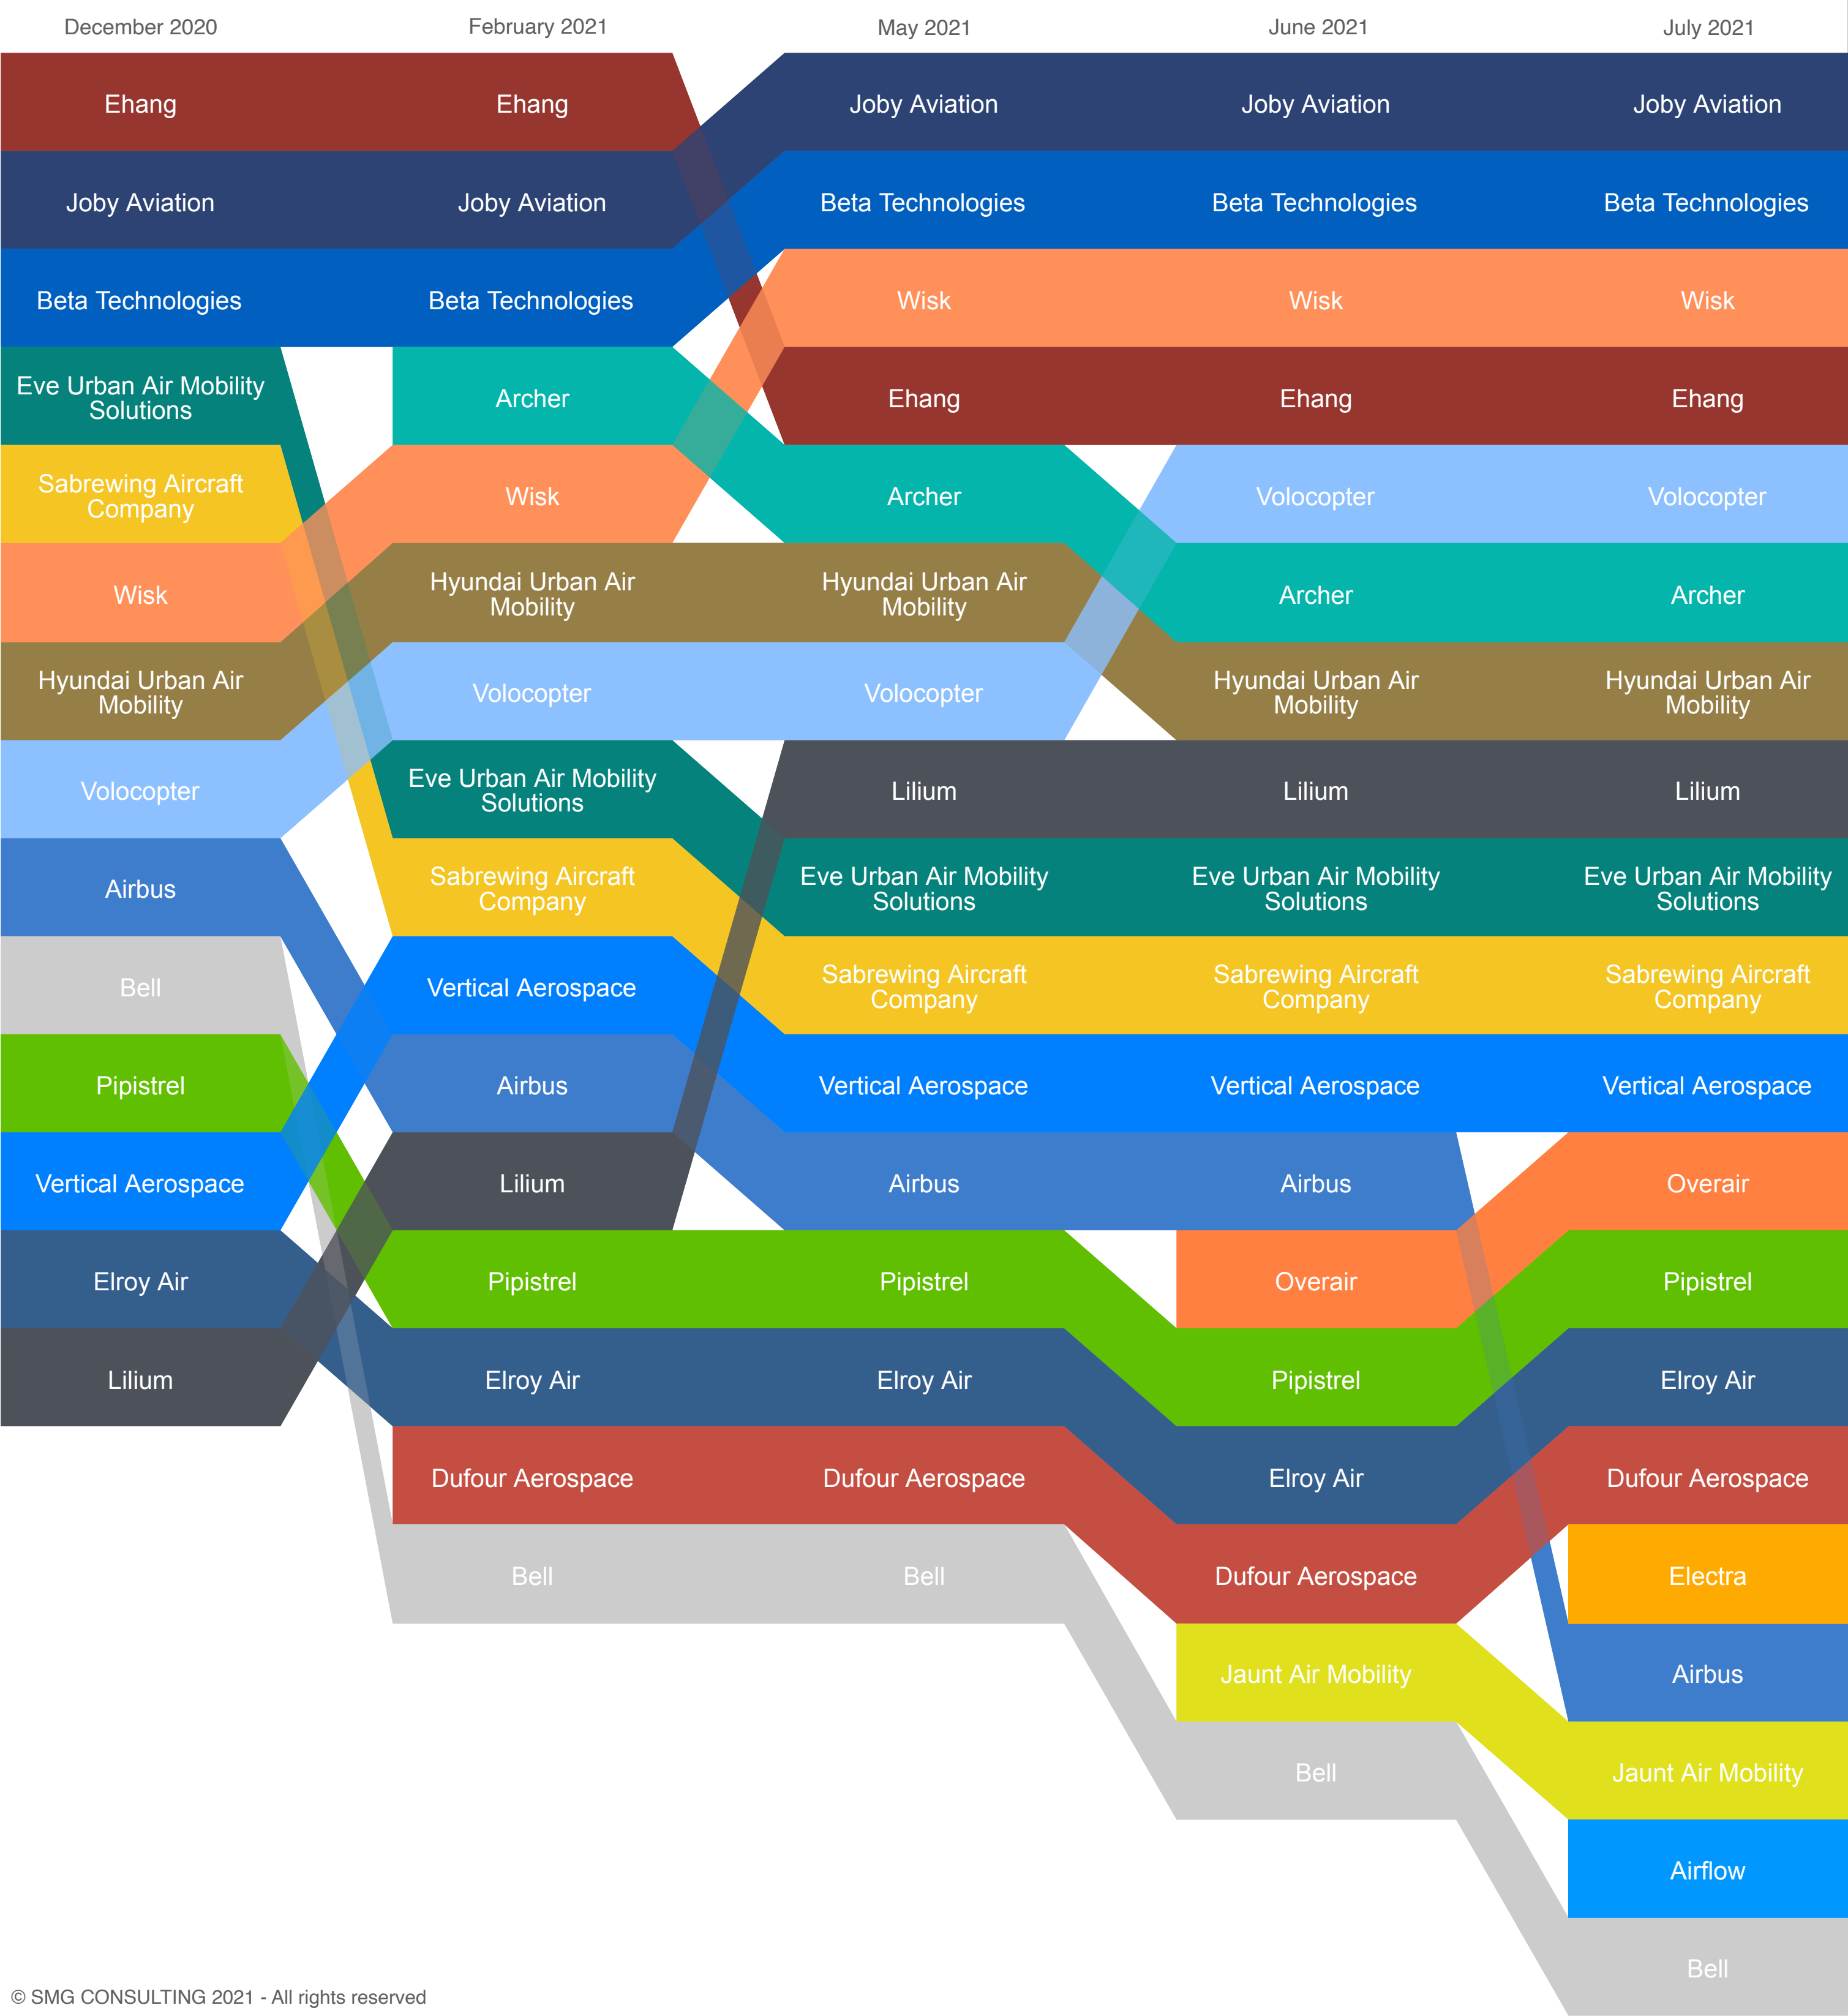 December 2020
February 2021
May 2021
June 2021
July 2021
Ehang
Joby Aviation
Beta Technologies
Eve Urban Air Mobility
Solutions
Sabrewing Aircraft
Company
Wisk
Hyundai Urban Air
Mobility
Volocopter
Airbus
Bell
Pipistrel
Vertical Aerospace
Elroy Air
Lilium
Ehang
Joby Aviation
Beta Technologies
Archer
Wisk
Hyundai Urban Air
Mobility
Volocopter
Eve Urban Air Mobility
Solutions
Sabrewing Aircraft
Company
Vertical Aerospace
Airbus
Lilium
Pipistrel
Elroy Air
Dufour Aerospace
Bell
Joby Aviation
Beta Technologies
Wisk
Ehang
Archer
Hyundai Urban Air
Mobility
Volocopter
Lilium
Eve Urban Air Mobility
Solutions
Sabrewing Aircraft
Company
Vertical Aerospace
Airbus
Pipistrel
Elroy Air
Dufour Aerospace
Bell
Joby Aviation
Beta Technologies
Wisk
Ehang
Volocopter
Archer
Hyundai Urban Air
Mobility
Lilium
Eve Urban Air Mobility
Solutions
Sabrewing Aircraft
Company
Vertical Aerospace
Airbus
Overair
Pipistrel
Elroy Air
Dufour Aerospace
Jaunt Air Mobility
Bell
Joby Aviation
Beta Technologies
Wisk
Ehang
Volocopter
Archer
Hyundai Urban Air
Mobility
Lilium
Eve Urban Air Mobility
Solutions
Sabrewing Aircraft
Company
Vertical Aerospace
Overair
Pipistrel
Elroy Air
Dufour Aerospace
Electra
Airbus
Jaunt Air Mobility
Airflow
Bell
© SMG CONSULTING 2021 - All rights reserved